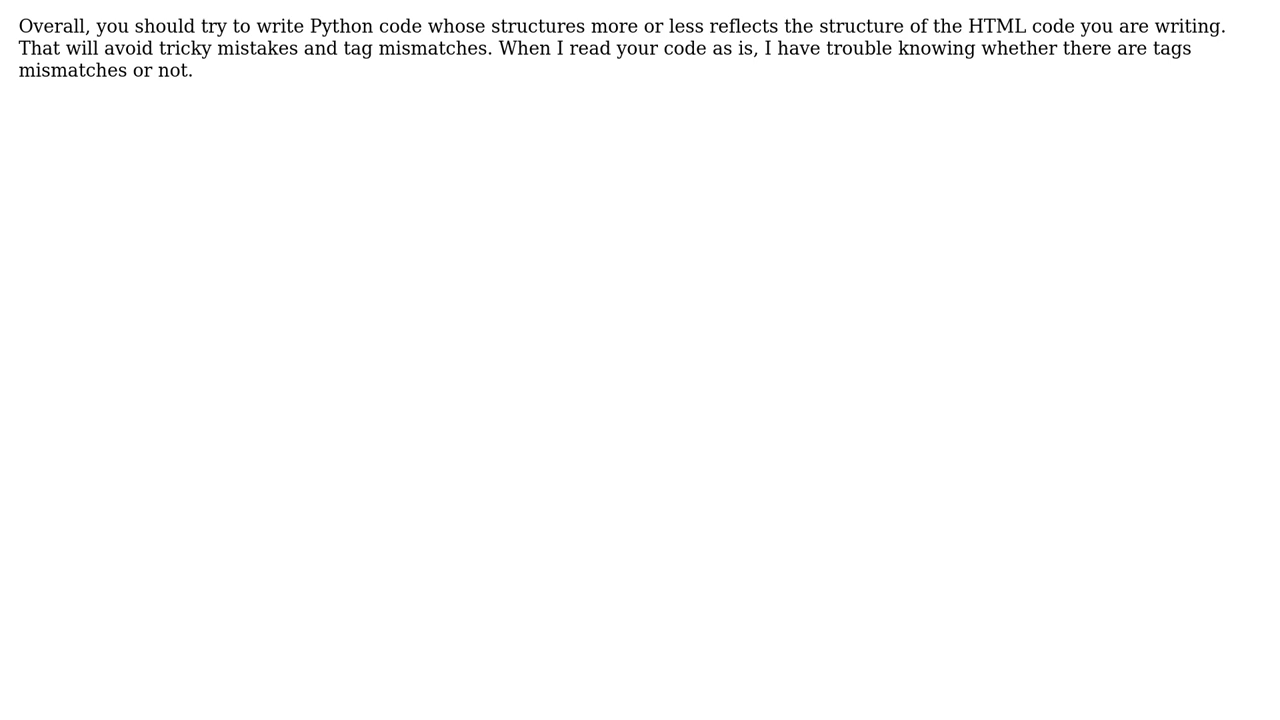 Overall, you should try to write Python code whose structures more or less reflects the structure of the HTML code you are writing.
That will avoid tricky mistakes and tag mismatches. When I read your code as is, I have trouble knowing whether there are tags
mismatches or not.